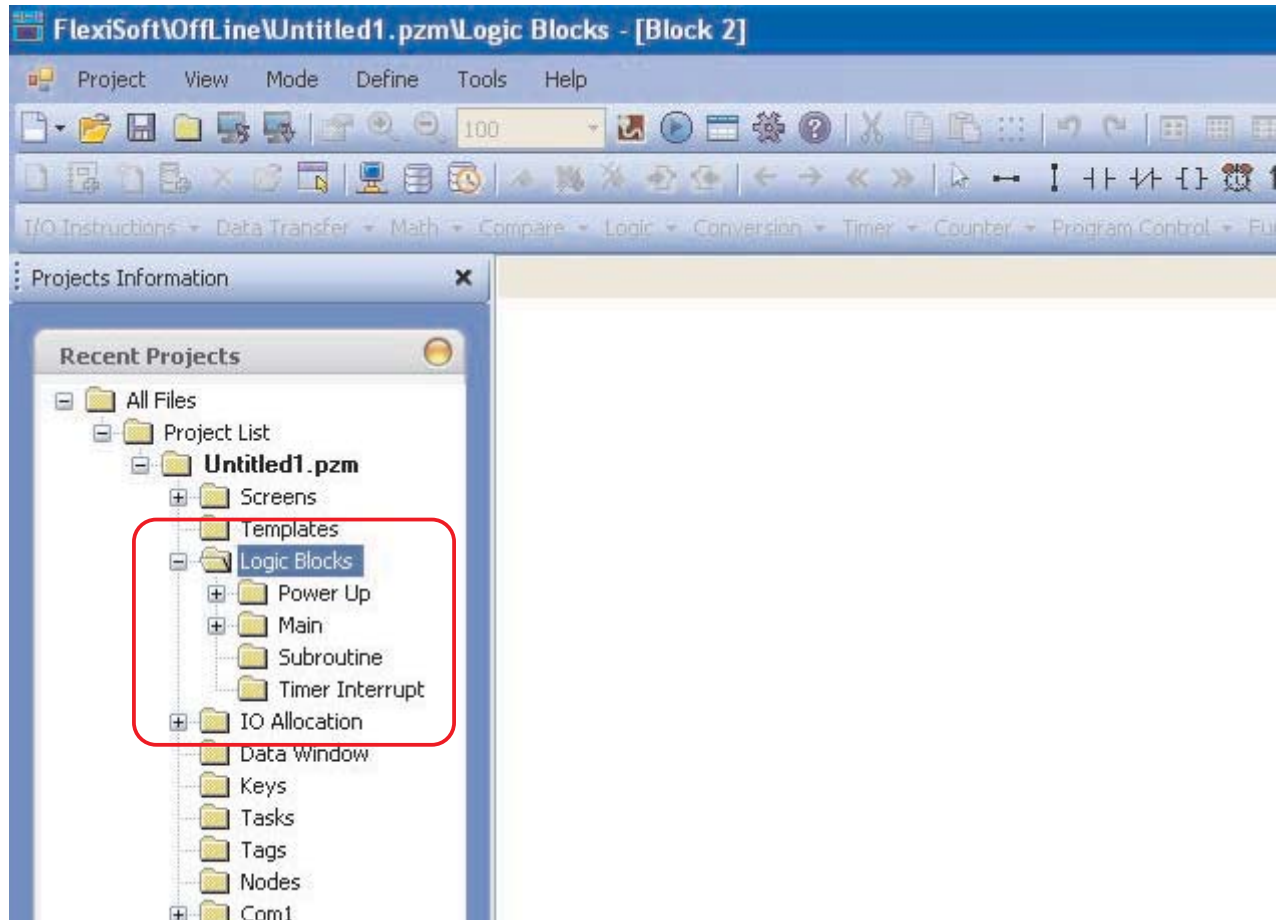 FlexiSoft\OffLine\Untitled1.pzm\Logic Blocks - [Block 2]
Project View Mode Define Tools Help
100
I/O Instructions Data Transfer Math Compare Logic Conversion Timer Counter Program Control
Projects Information
Recent Projects
All Files
Project List
Untitled1.pzm
Screens
Templates
Logic Blocks
Power Up
Main
Subroutine
Timer Interrupt
IO Allocation
Data Window
Keys
Tasks
Tags
Nodes
Com1